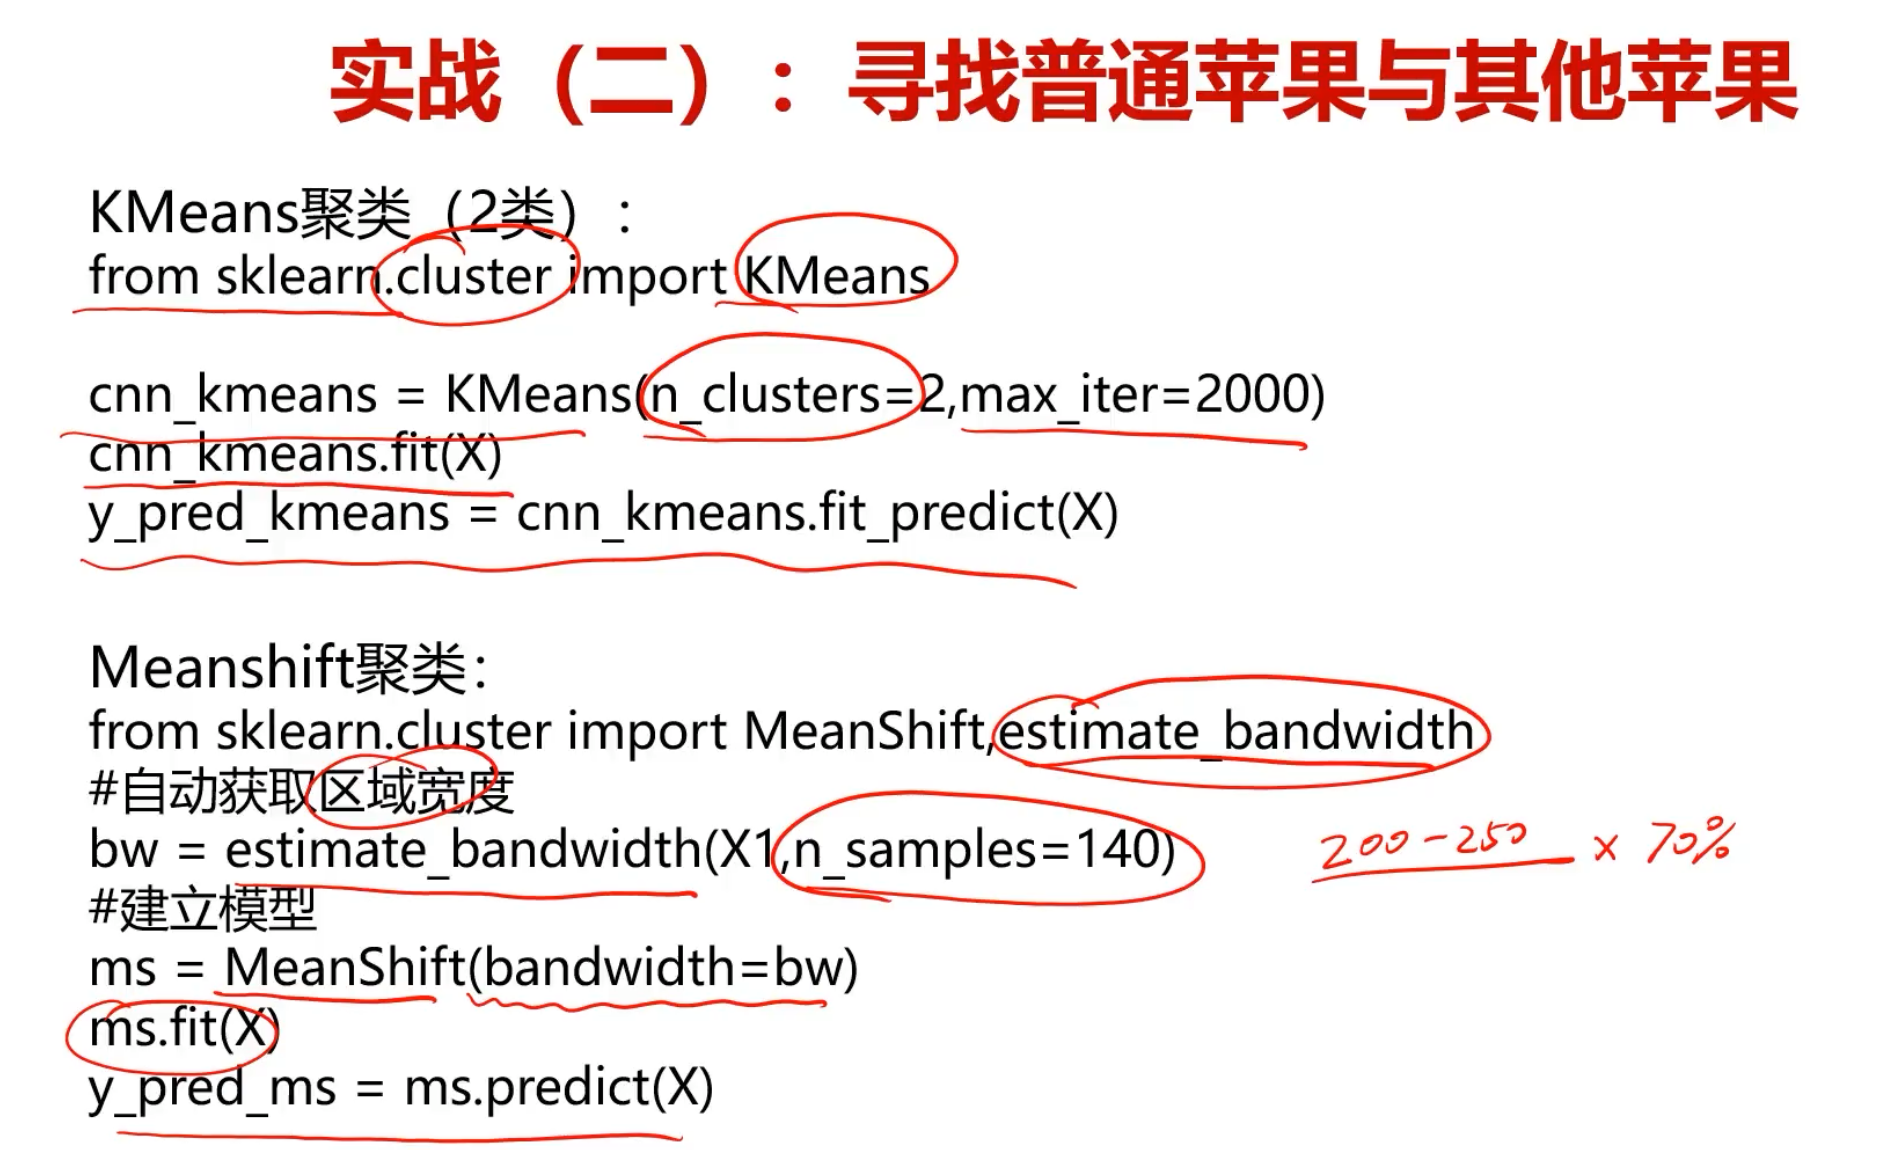 实战（二）：寻找普通苹果与其他苹果
KMeans聚类（2类）:
from sklearn.cluster import KMeans
cnn_kmeans = KMeans(n_clusters=2,max_iter=2000)
cnn_kmeans.fit(X)
y_pred_kmeans = cnn_kmeans.fit_predict(X)
Meanshift聚类：
from sklearn.cluster import MeanShift,estimate_bandwidth
#自动获取区域宽度
bw = estimate_bandwidth(X1,n_samples=140)
200-250 × 70%
#建立模型
ms = MeanShift(bandwidth=bw)
ms.fit(X)
y_pred_ms = ms.predict(X)